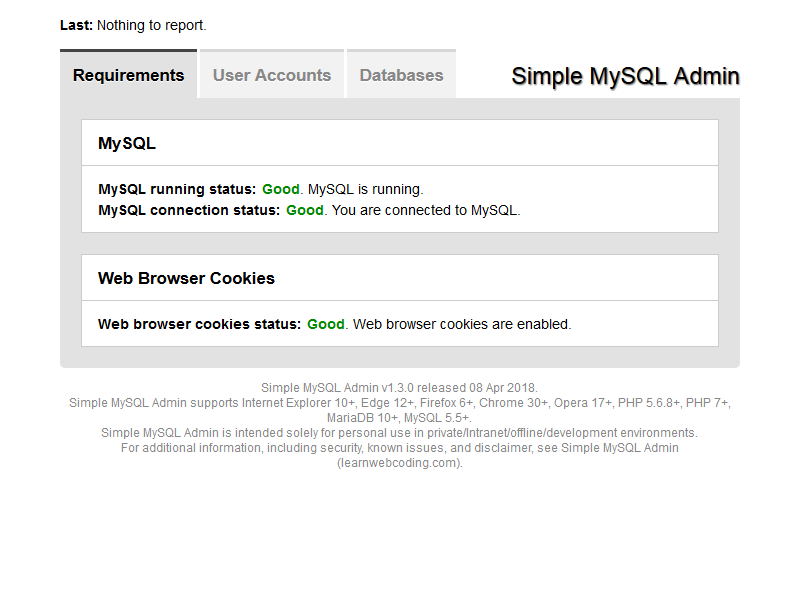 Last: Nothing to report.
Requirements
User Accounts
Databases
Simple MySQL Admin
MySQL
MySQL running status: Good. MySQL is running.
MySQL connection status: Good. You are connected to MySQL.
Web Browser Cookies
Web browser cookies status: Good. Web browser cookies are enabled.
Simple MySQL Admin v1.3.0 released 08 Apr 2018.
Simple MySQL Admin supports Internet Explorer 10+, Edge 12+, Firefox 6+, Chrome 30+, Opera 17+, PHP 5.6.8+, PHP 7+,
MariaDB 10+, MySQL 5.5+.
Simple MySQL Admin is intended solely for personal use in private/Intranet/offline/development environments.
For additional information, including security, known issues, and disclaimer, see Simple MySQL Admin
(learnwebcoding.com).